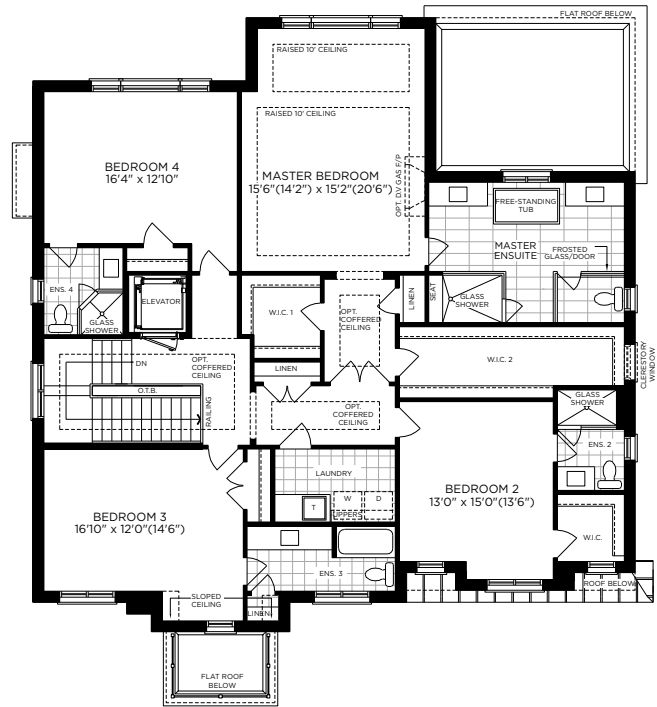 FLAT ROOF BELOW
RAISED 10' CEILING
RAISED 10' CEILING
BEDROOM 4
16'4" x 12'10"
MASTER BEDROOM
15'6"(14'2") x 15'2"(20'6")
OPT. D.V GAS F/P
FREE-STANDING
TUB
MASTER
ENSUITE
FROSTED
GLASS/DOOR
ENS. 4
GLASS
SHOWER
ELEVATOR
W.I.C. 1
OPT.
COFFERED
CEILING
LINEN
SEAT
GLASS
SHOWER
DN
OPT.
COFFERED
CEILING
LINEN
W.I.C. 2
CLERESTORY
WINDOW
O.T.B.
RAILING
OPT.
COFFERED
CEILING
GLASS
SHOWER
ENS. 2
LAUNDRY
W
D
T
UPPERS
BEDROOM 2
13'0" x 15'0"(13'6")
BEDROOM 3
16'10" x 12'0"(14'6")
W.I.C.
ENS. 3
ROOF BELOW
SLOPED
CEILING
LINEN
FLAT ROOF
BELOW